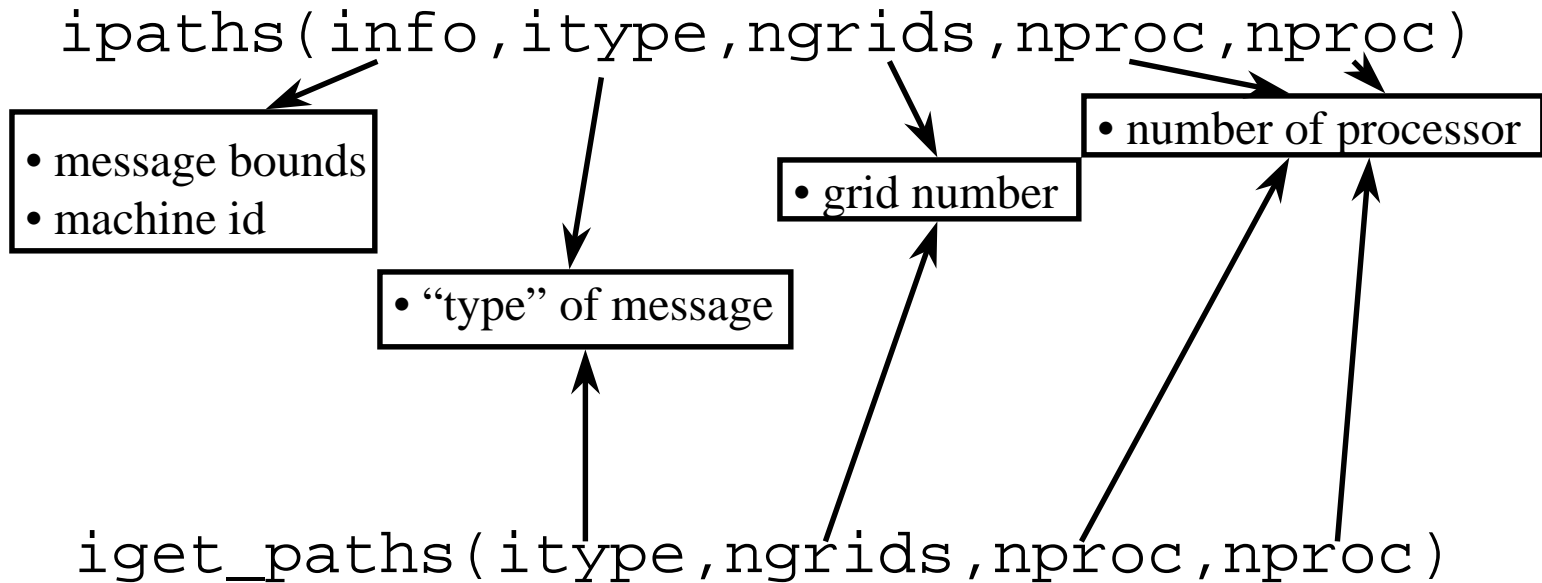 ipaths(info,itype,ngrids,nproc,nproc)
• message bounds
• machine id
• number of processor
• grid number
• “type” of message
iget_paths(itype,ngrids,nproc,nproc)